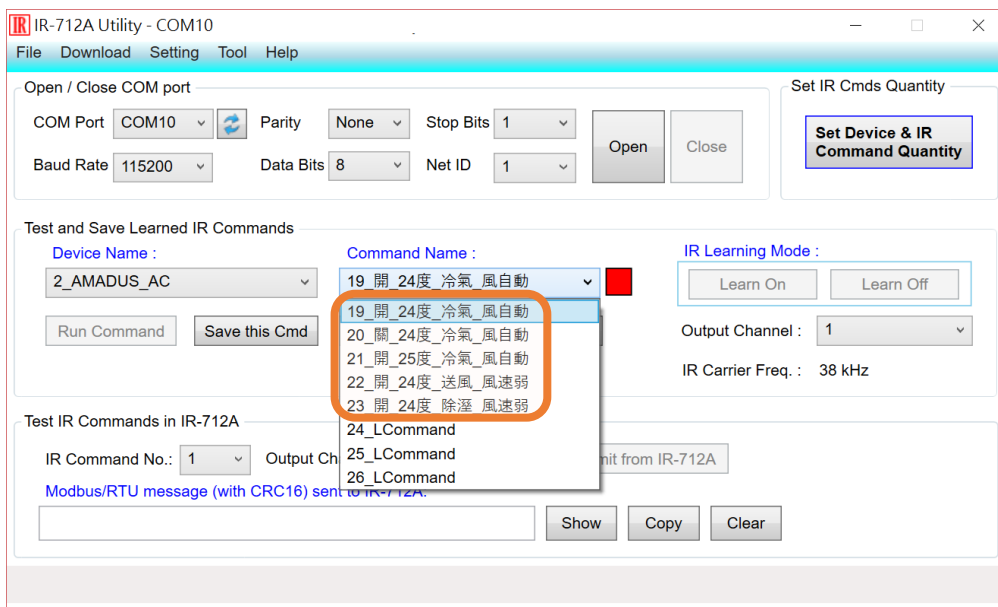 IR IR-712A Utility - COM10
File Download Setting Tool Help
Open / Close COM port
COM Port COM10 Parity None Stop Bits 1
Baud Rate 115200 Data Bits 8 Net ID 1
Open Close
Set IR Cmds Quantity
Set Device & IR
Command Quantity
Test and Save Learned IR Commands
Device Name :
2_AMADUS_AC
Run Command Save this Cmd
Command Name :
19_開_24度_冷氣_風自動
19_開_24度_冷氣_風自動
20_關_24度_冷氣_風自動
21_開_25度_冷氣_風自動
22_開_24度_送風_風速弱
23_開_24度_除溼_風速弱
24_LCommand
25_LCommand
26_LCommand
IR Learning Mode :
Learn On Learn Off
Output Channel : 1
IR Carrier Freq. : 38 kHz
Test IR Commands in IR-712A
IR Command No.: 1 Output Ch
from IR-712A
Modbus/RTU message (with CRC16) sent to IR-712A:
Show Copy Clear